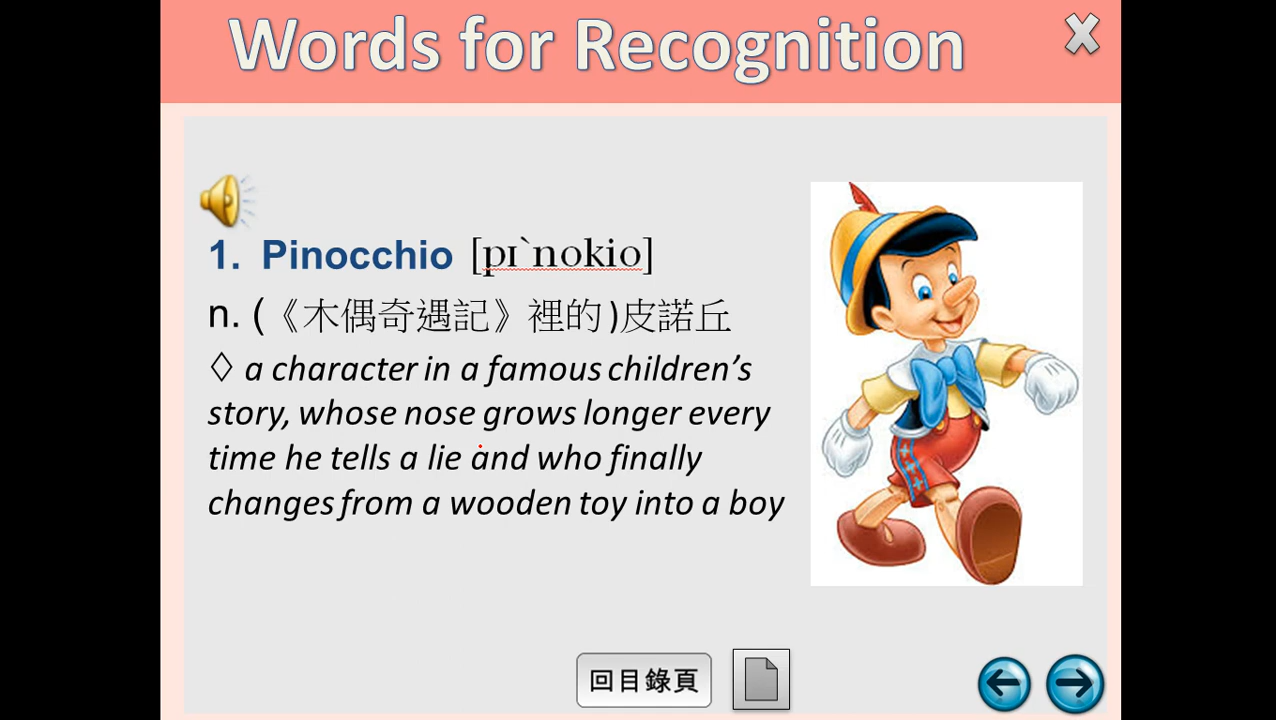 Words for Recognition
1. Pinocchio [pɪˋnokio]
n. (《木偶奇遇記》裡的)皮諾丘
◊ a character in a famous children’s
story, whose nose grows longer every
time he tells a lie and who finally
changes from a wooden toy into a boy
回目錄頁